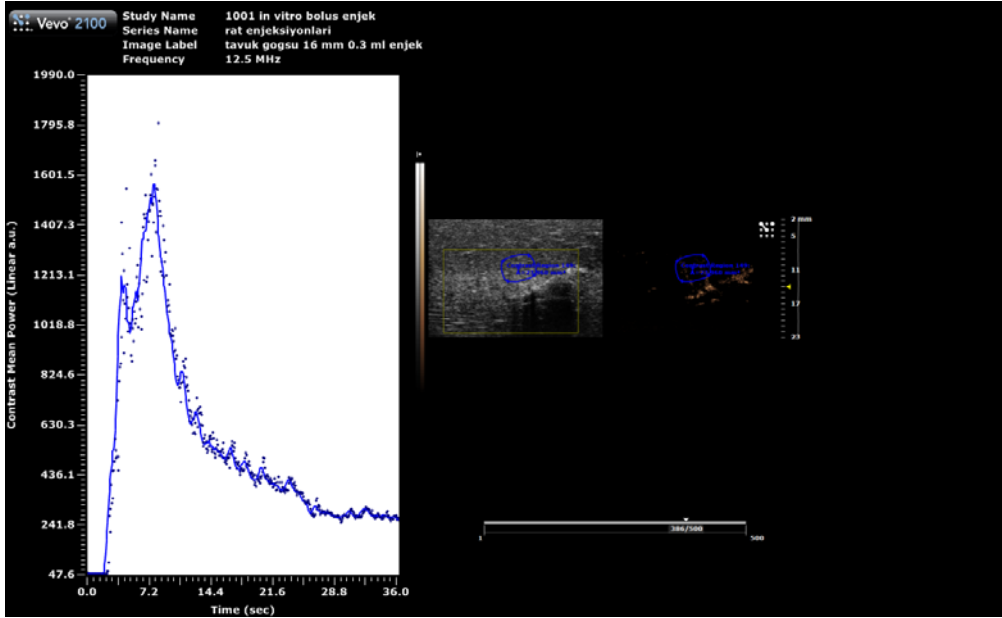 Vevo® 2100
Study Name 1001 in vitro bolus enjek
Series Name rat enjeksiyonlari
Image Label tavuk gogsu 16 mm 0.3 ml enjek
Frequency 12.5 MHz
Contrast Mean Power (Linear a.u.)
1990.0
1795.8
1601.5
1407.3
1213.1
1018.8
824.6
630.3
436.1
241.8
47.6
0.0 7.2 14.4 21.6 28.8 36.0
Time (sec)
2 mm
5
11
17
23
386/500
1
500